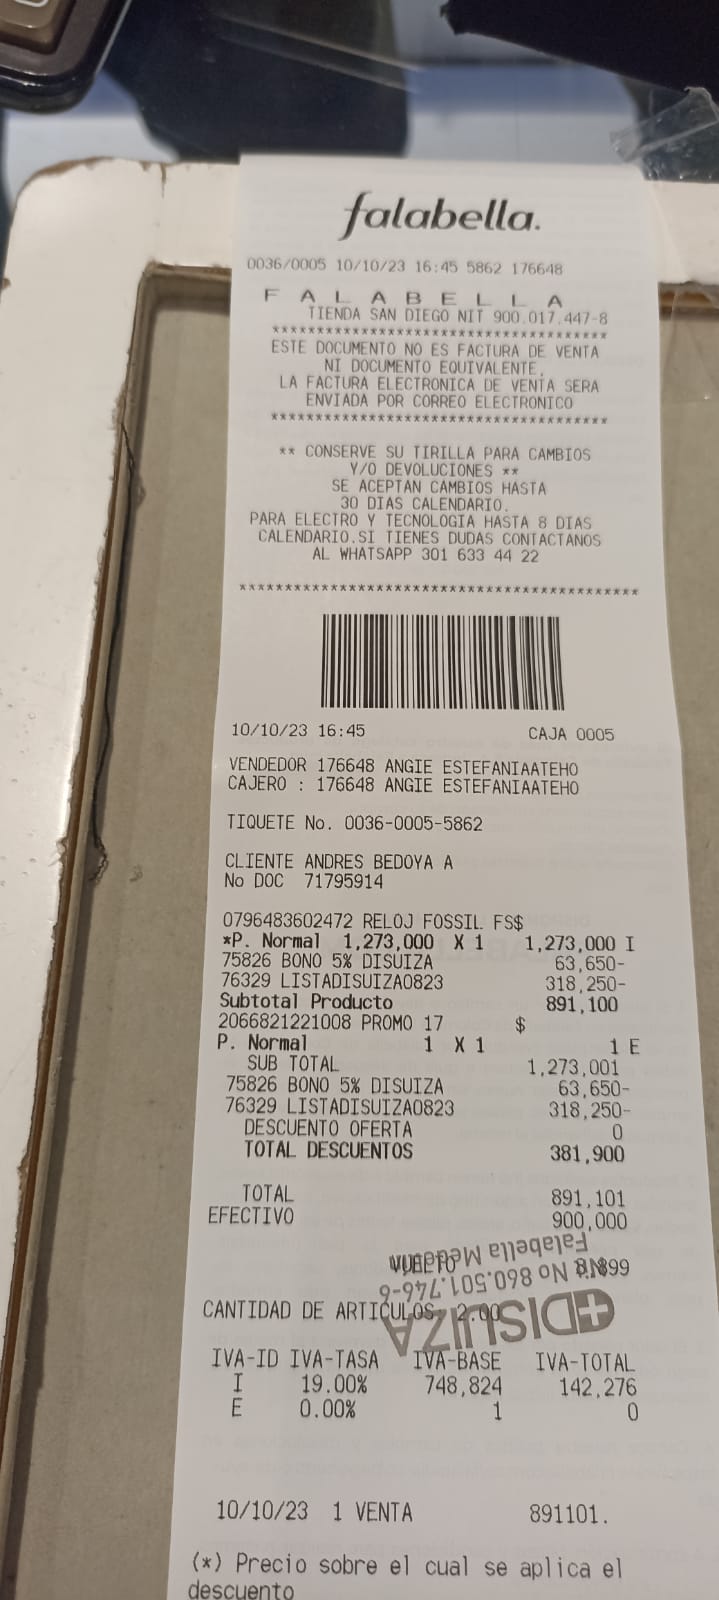 falabella.
0036/0005 10/10/23 16:45 5862 176648
F A L A B E L L A
TIENDA SAN DIEGO NIT 900.017.447-8
****************************************
ESTE DOCUMENTO NO ES FACTURA DE VENTA
NI DOCUMENTO EQUIVALENTE,
LA FACTURA ELECTRONICA DE VENTA SERA
ENVIADA POR CORREO ELECTRONICO
****************************************
** CONSERVE SU TIRILLA PARA CAMBIOS
Y/O DEVOLUCIONES **
SE ACEPTAN CAMBIOS HASTA
30 DIAS CALENDARIO.
PARA ELECTRO Y TECNOLOGIA HASTA 8 DIAS
CALENDARIO.SI TIENES DUDAS CONTACTANOS
AL WHATSAPP 301 633 44 22
********************************************
10/10/23 16:45 CAJA 0005
VENDEDOR 176648 ANGIE ESTEFANIAATEHO
CAJERO : 176648 ANGIE ESTEFANIAATEHO
TIQUETE No. 0036-0005-5862
CLIENTE ANDRES BEDOYA A
No DOC 71795914
0796483602472 RELOJ FOSSIL FS$
*P. Normal 1,273,000 X 1 1,273,000 I
75826 BONO 5% DISUIZA 63,650-
76329 LISTADISUIZA0823 318,250-
Subtotal Producto 891,100
2066821221008 PROMO 17 $
P. Normal 1 X 1 1 E
SUB TOTAL 1,273,001
75826 BONO 5% DISUIZA 63,650-
76329 LISTADISUIZA0823 318,250-
DESCUENTO OFERTA 0
TOTAL DESCUENTOS 381,900
TOTAL 891,101
EFECTIVO 900,000
VUELTO 8,899
CANTIDAD DE ARTICULOS, 2.00
DISUIZA
Nit No 860.501.746-6
Falabella Medellín
IVA-ID IVA-TASA IVA-BASE IVA-TOTAL
I 19.00% 748,824 142,276
E 0.00% 1 0
10/10/23 1 VENTA 891101.
(*) Precio sobre el cual se aplica el
descuento